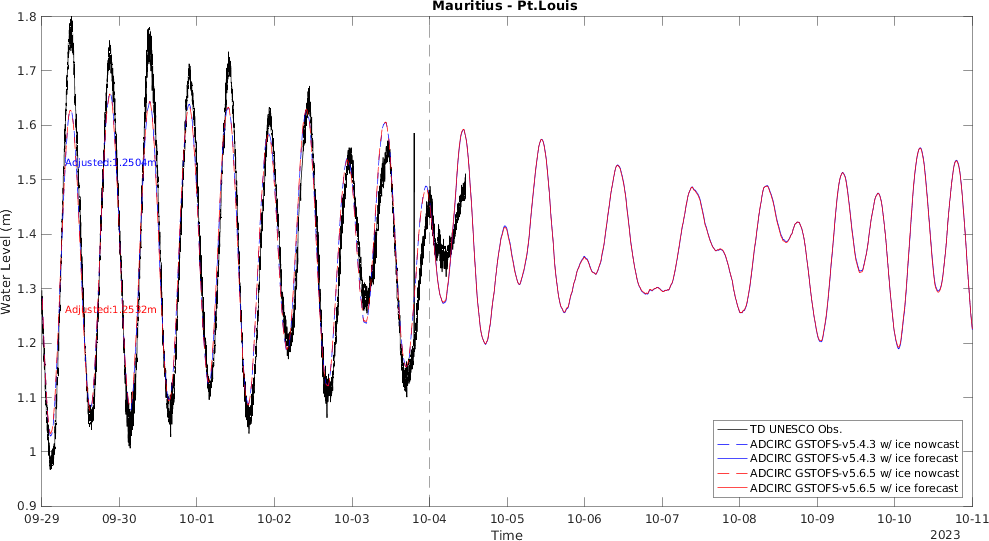 Mauritius - Pt.Louis
Water Level (m)
1.8
1.7
1.6
1.5
1.4
1.3
1.2
1.1
1
0.9
Adjusted:1.2504m
Adjusted:1.2532m
TD UNESCO Obs.
ADCIRC GSTOFS-v5.4.3 w/ ice nowcast
ADCIRC GSTOFS-v5.4.3 w/ ice forecast
ADCIRC GSTOFS-v5.6.5 w/ ice nowcast
ADCIRC GSTOFS-v5.6.5 w/ ice forecast
09-29 09-30 10-01 10-02 10-03 10-04 10-05 10-06 10-07 10-08 10-09 10-10 10-11
Time
2023